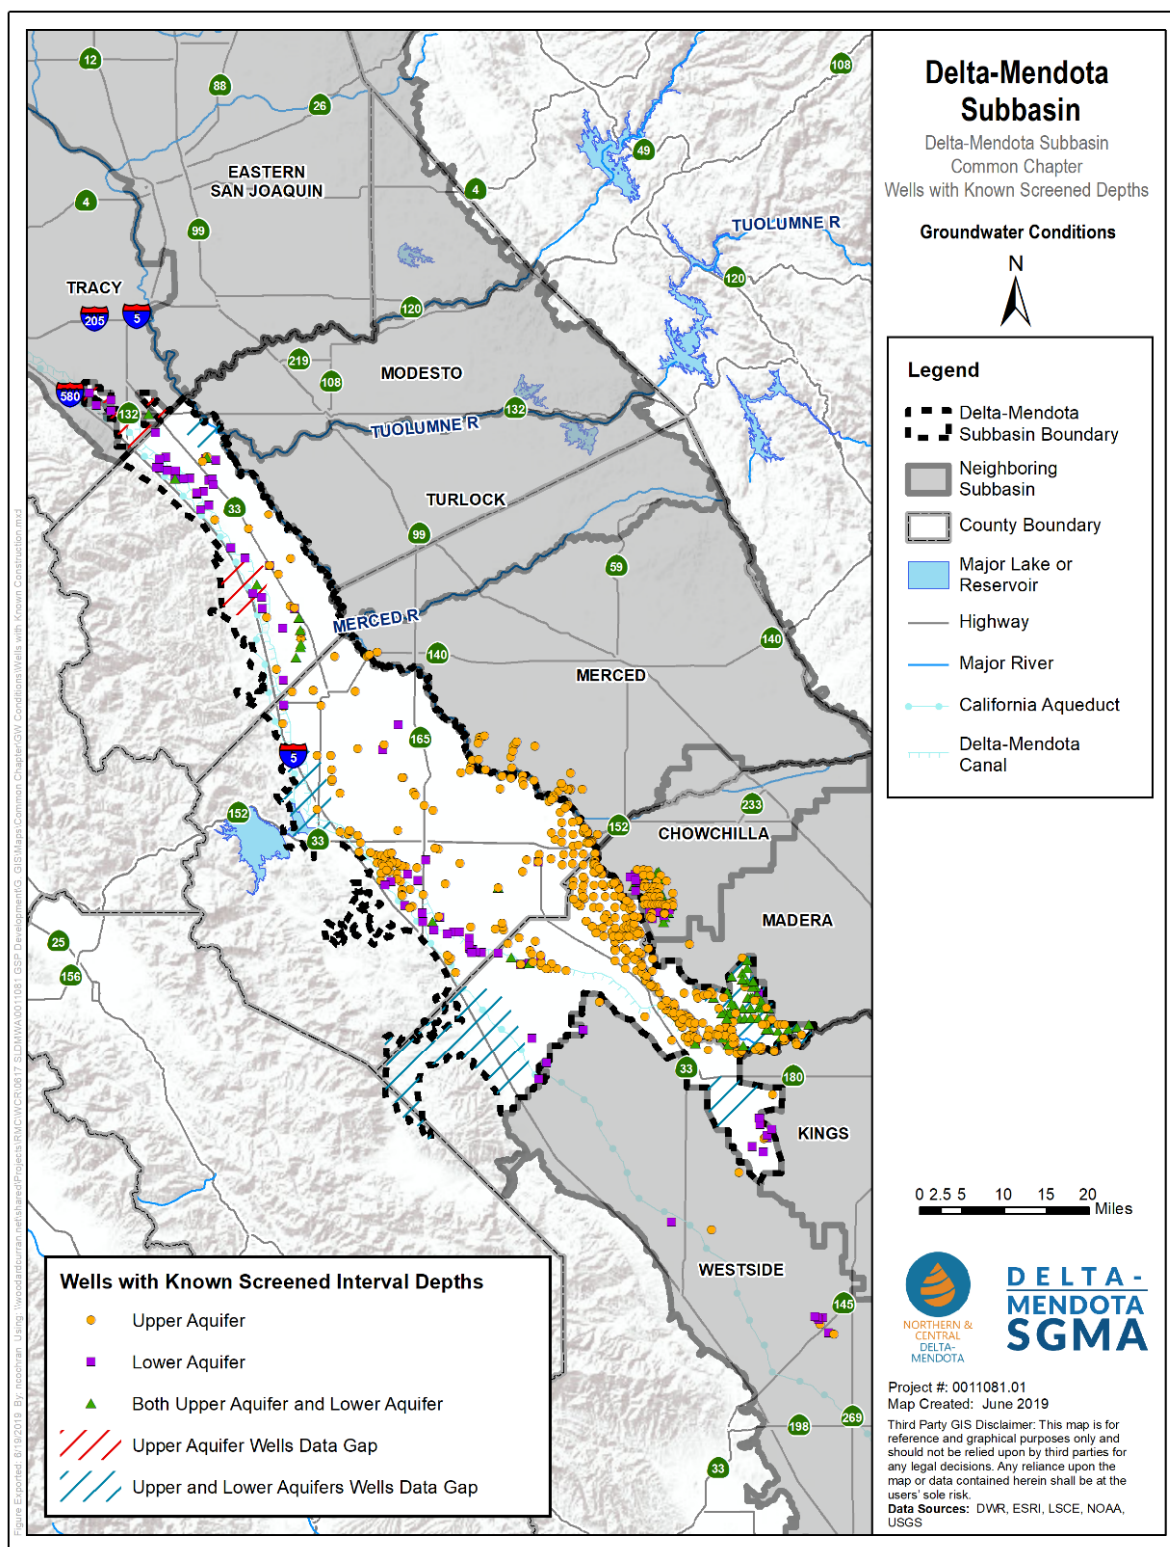 Delta-Mendota
Subbasin
Delta-Mendota Subbasin
Common Chapter
Wells with Known Screened Depths
Groundwater Conditions
N
Legend
Delta-Mendota
Subbasin Boundary
Neighboring
Subbasin
County Boundary
Major Lake or
Reservoir
Highway
Major River
California Aqueduct
Delta-Mendota
Canal
0 2.5 5 10 15 20
Miles
NORTHERN &
CENTRAL
DELTA-
MENDOTA
DELTA-
MENDOTA
SGMA
Project #: 0011081.01
Map Created: June 2019
Third Party GIS Disclaimer: This map is for
reference and graphical purposes only and
should not be relied upon by third parties for
any legal decisions. Any reliance upon the
map or data contained herein shall be at the
users' sole risk.
Data Sources: DWR, ESRI, LSCE, NOAA,
USGS
12
88
26
108
49
EASTERN
SAN JOAQUIN
4
4
99
TUOLUMNE R
120
TRACY
205
5
120
219
108
MODESTO
580
132
132
TUOLUMNE R
TURLOCK
33
99
59
MERCED R
140
140
MERCED
165
5
233
152
152
CHOWCHILLA
33
MADERA
25
156
33
180
KINGS
WESTSIDE
145
198
269
33
Wells with Known Screened Interval Depths
Upper Aquifer
Lower Aquifer
Both Upper Aquifer and Lower Aquifer
Upper Aquifer Wells Data Gap
Upper and Lower Aquifers Wells Data Gap